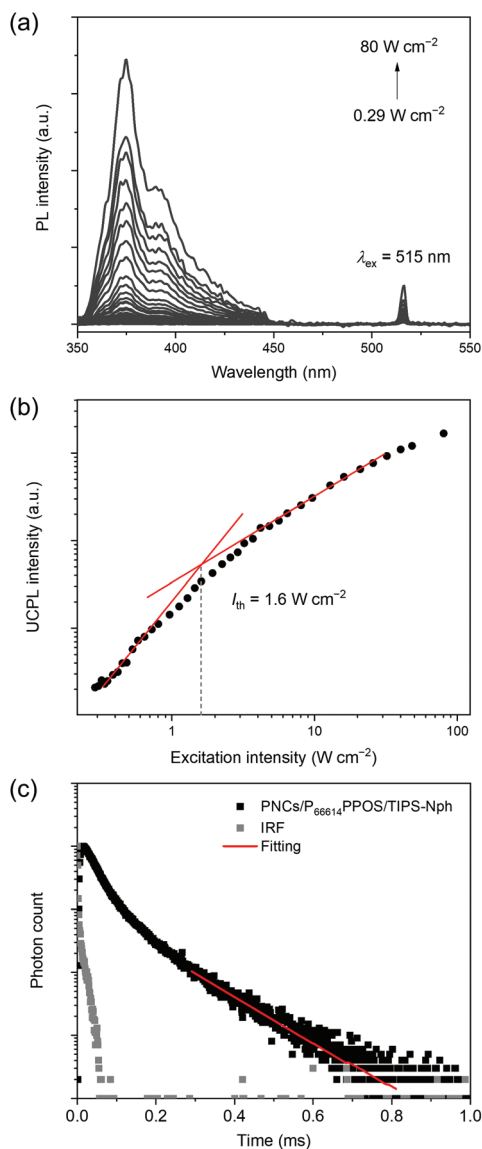 (a)
80 W cm⁻²
0.29 W cm⁻²
λex = 515 nm
PL intensity (a.u.)
350 400 450 500 550
Wavelength (nm)
(b)
Ith = 1.6 W cm⁻²
UCPL intensity (a.u.)
1 10 100
Excitation intensity (W cm⁻²)
(c)
PNCs/P66614PPOS/TIPS-Nph
IRF
Fitting
Photon count
0.0 0.2 0.4 0.6 0.8 1.0
Time (ms)